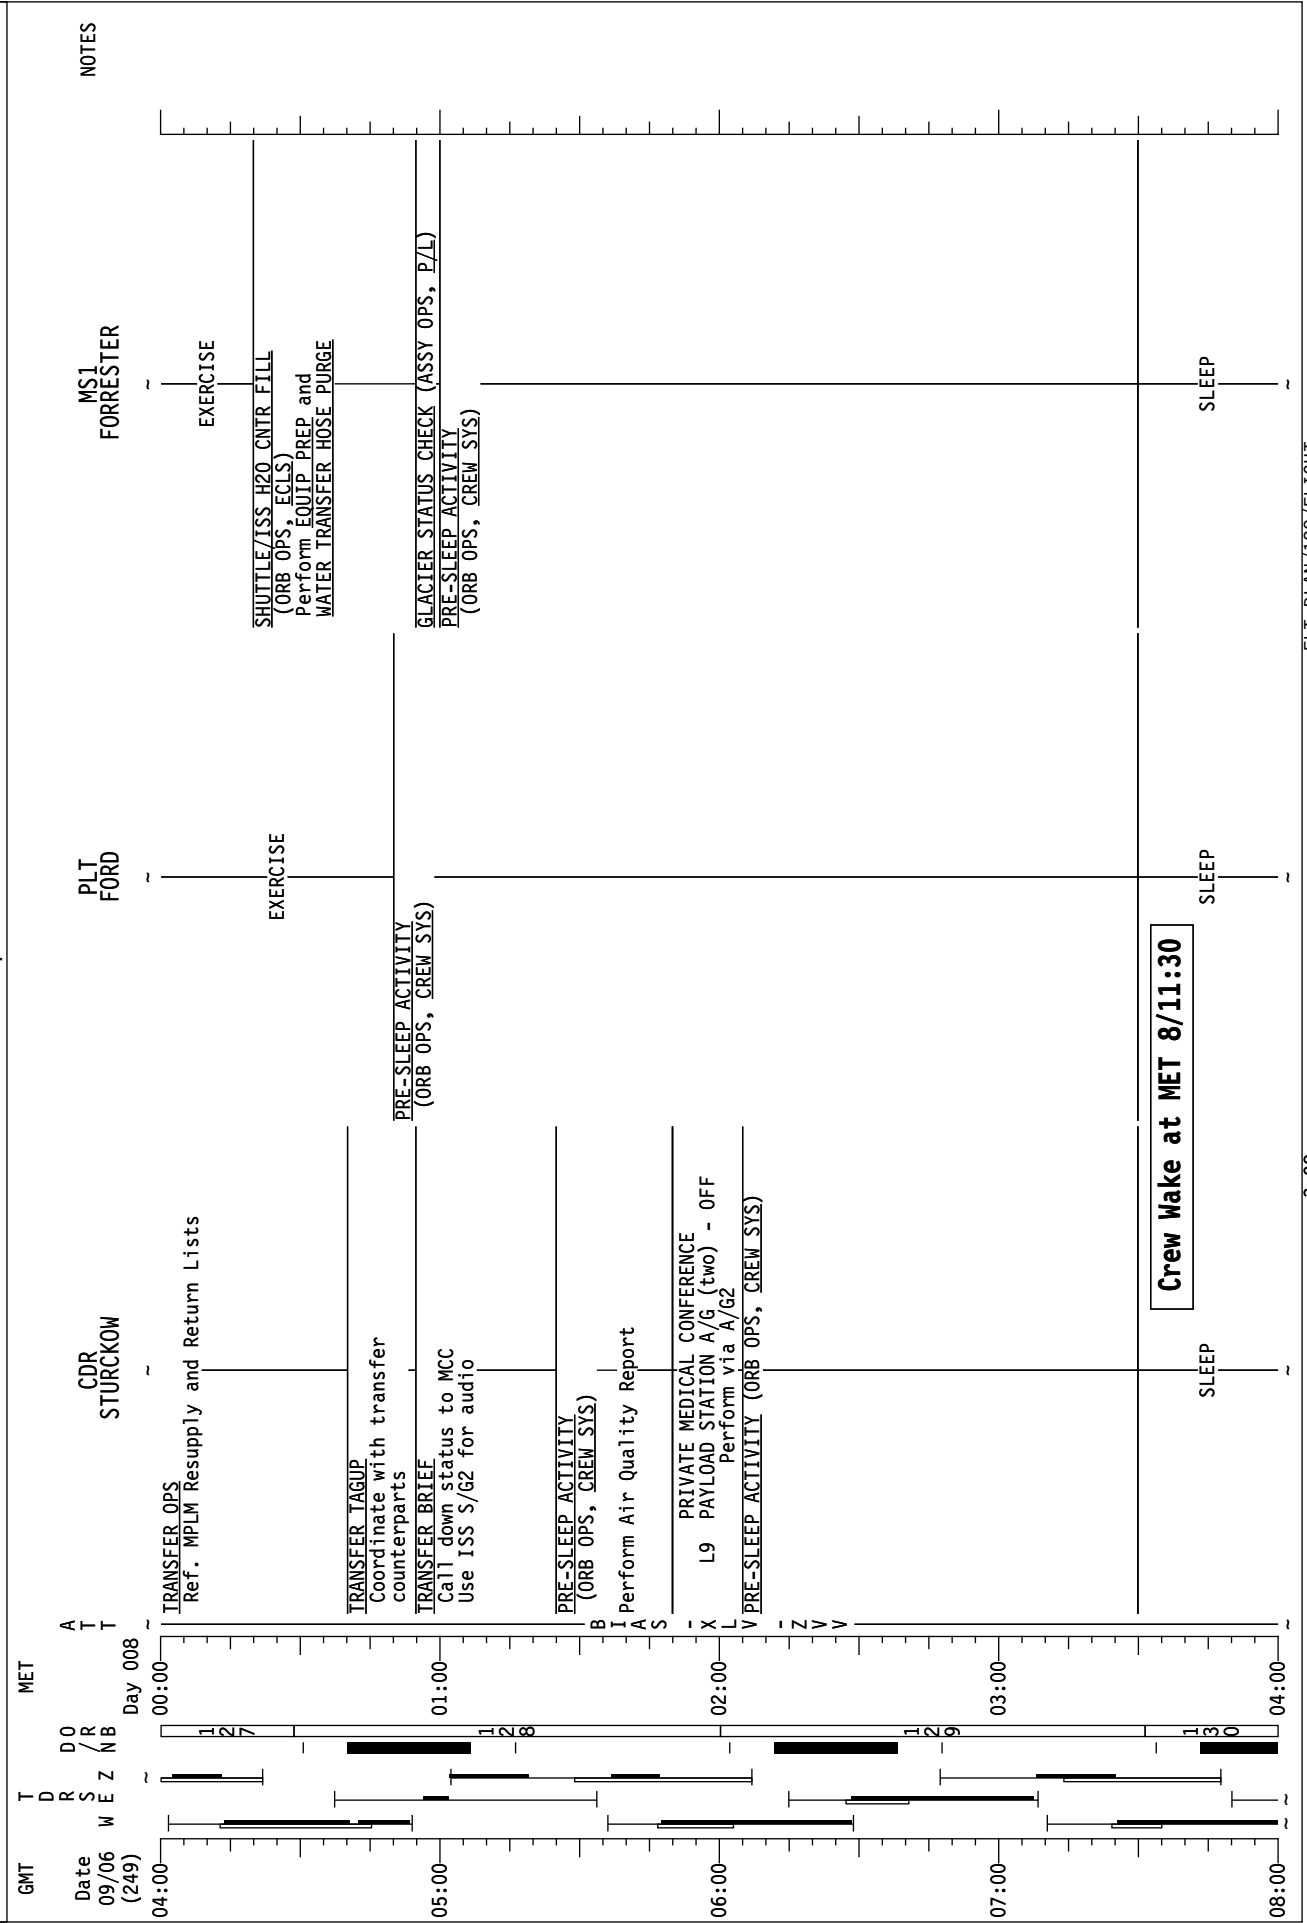 GMT
Date
09/06
(249)
04:00
05:00
06:00
07:00
08:00
T
D
R
S
W E Z
D O
/ R
N B
127
128
129
130
MET
Day 008
00:00
01:00
02:00
03:00
04:00
A
T
T
~
BIAS -XLV -ZVV
~
CDR
STURCKOW
~
TRANSFER OPS
Ref. MPLM Resupply and Return Lists
TRANSFER TAGUP
Coordinate with transfer
counterparts
TRANSFER BRIEF
Call down status to MCC
Use ISS S/G2 for audio
PRE-SLEEP ACTIVITY
(ORB OPS, CREW SYS)
Perform Air Quality Report
PRIVATE MEDICAL CONFERENCE
L9 PAYLOAD STATION A/G (two) - OFF
Perform via A/G2
PRE-SLEEP ACTIVITY (ORB OPS, CREW SYS)
SLEEP
~
Crew Wake at MET 8/11:30
PLT
FORD
~
EXERCISE
PRE-SLEEP ACTIVITY
(ORB OPS, CREW SYS)
SLEEP
~
MS1
FORRESTER
~
EXERCISE
SHUTTLE/ISS H2O CNTR FILL
(ORB OPS, ECLS)
Perform EQUIP PREP and
WATER TRANSFER HOSE PURGE
GLACIER STATUS CHECK (ASSY OPS, P/L)
PRE-SLEEP ACTIVITY
(ORB OPS, CREW SYS)
SLEEP
~
NOTES